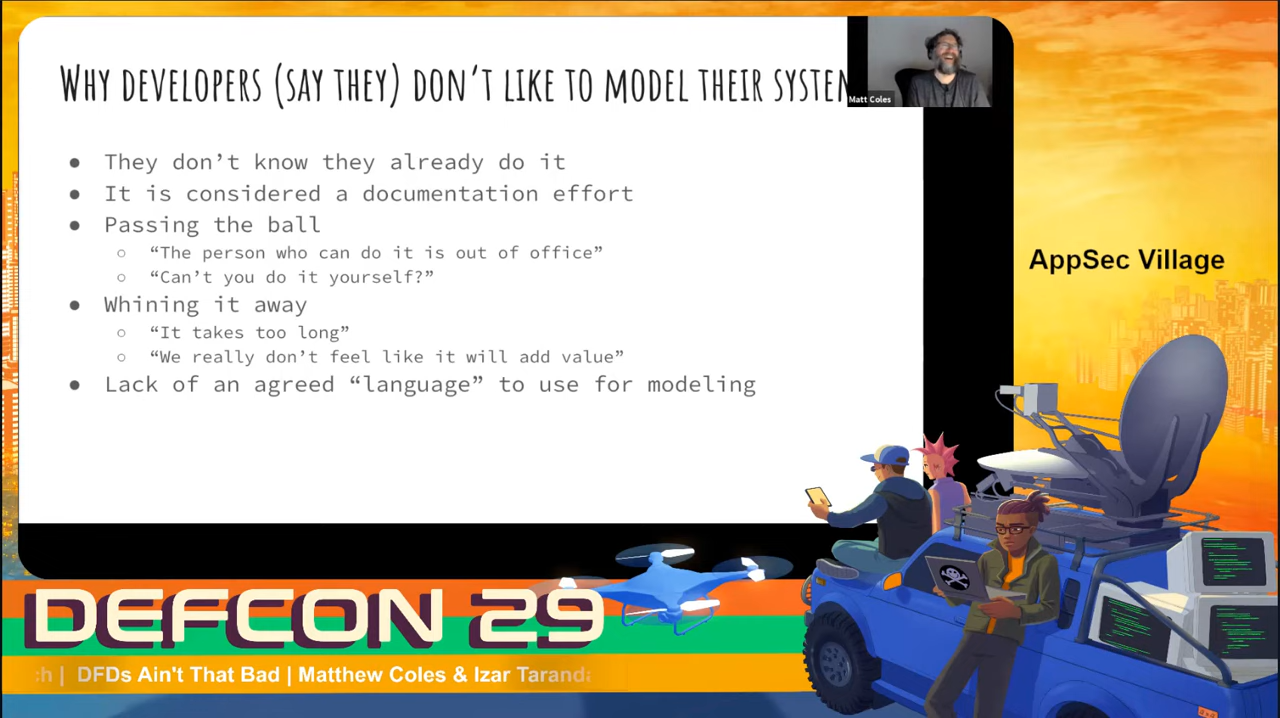 WHY DEVELOPERS (SAY THEY) DON'T LIKE TO MODEL THEIR SYSTEM
Matt Coles
● They don't know they already do it
● It is considered a documentation effort
● Passing the ball
○ “The person who can do it is out of office”
○ “Can't you do it yourself?”
● Whining it away
○ “It takes too long”
○ “We really don't feel like it will add value”
● Lack of an agreed “language” to use for modeling
AppSec Village
DEFCON 29
h | DFDs Ain't That Bad | Matthew Coles & Izar Taranda